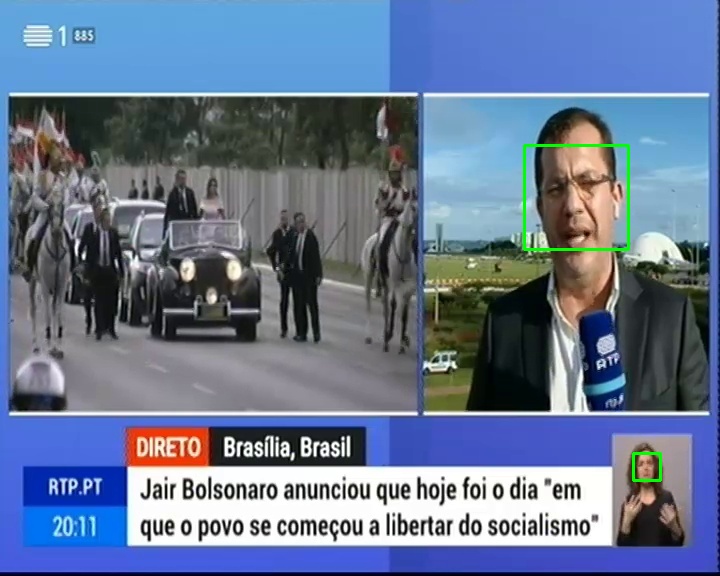 1 885
RTP
rtp.
DIRETO Brasília, Brasil
RTP.PT
20:11
Jair Bolsonaro anunciou que hoje foi o dia "em
que o povo se começou a libertar do socialismo"